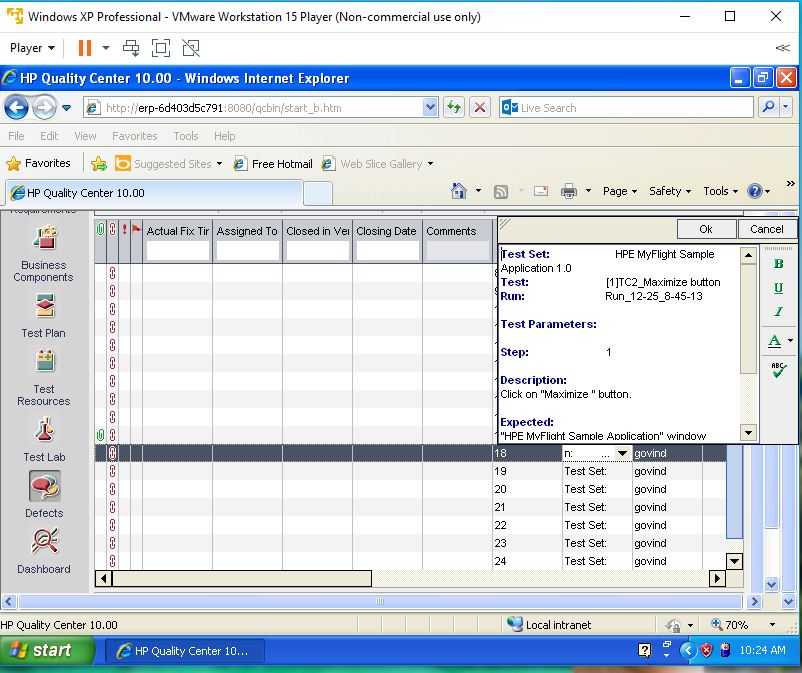 Windows XP Professional - VMware Workstation 15 Player (Non-commercial use only)
Player
HP Quality Center 10.00 - Windows Internet Explorer
http://erp-6d403d5c791:8080/qcbin/start_b.htm
Live Search
File Edit View Favorites Tools Help
Favorites Suggested Sites Free Hotmail Web Slice Gallery
HP Quality Center 10.00
Page Safety Tools
Requirements
Business
Components
Test Plan
Test
Resources
Test Lab
Defects
Dashboard
Actual Fix Tir Assigned To Closed in Ver Closing Date Comments
Ok Cancel
Test Set: HPE MyFlight Sample
Application 1.0
Test: [1]TC2_Maximize button
Run: Run_12-25_8-45-13
Test Parameters:
Step: 1
Description:
Click on "Maximize " button.
Expected:
"HPE MyFlight Sample Application" window
B
U
I
A
ABC
18 n: ... govind
19 Test Set: govind
20 Test Set: govind
21 Test Set: govind
22 Test Set: govind
23 Test Set: govind
24 Test Set: govind
HP Quality Center 10.00 Local intranet 70%
start HP Quality Center 10... 10:24 AM